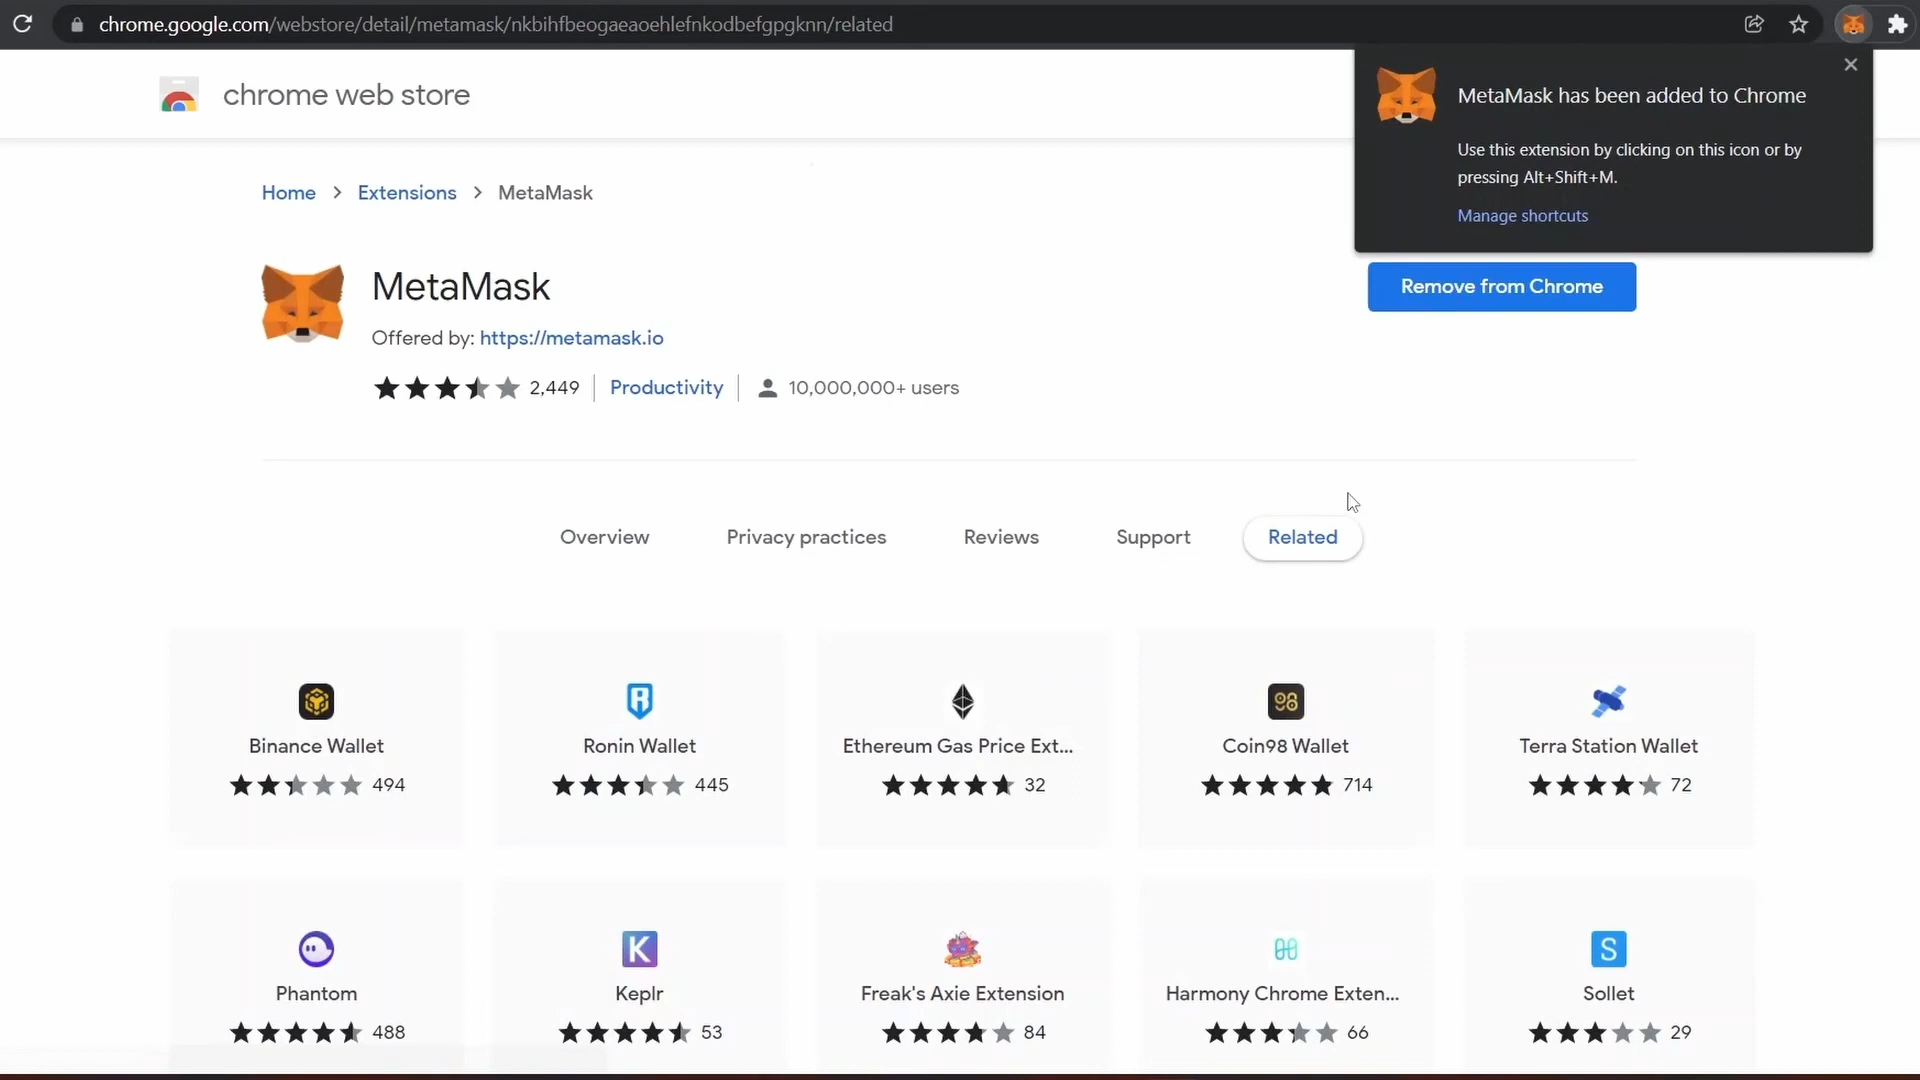 chrome.google.com/webstore/detail/metamask/nkbihfbeogaeaoehlefnkodbefgpgknn/related
chrome web store
MetaMask has been added to Chrome
Use this extension by clicking on this icon or by
pressing Alt+Shift+M.
Manage shortcuts
Home > Extensions > MetaMask
MetaMask
Remove from Chrome
Offered by: https://metamask.io
2,449 Productivity 10,000,000+ users
Overview Privacy practices Reviews Support Related
98
Binance Wallet Ronin Wallet Ethereum Gas Price Ext... Coin98 Wallet Terra Station Wallet
494 445 32 714 72
K S
Phantom Keplr Freak's Axie Extension Harmony Chrome Exten... Sollet
488 53 84 66 29